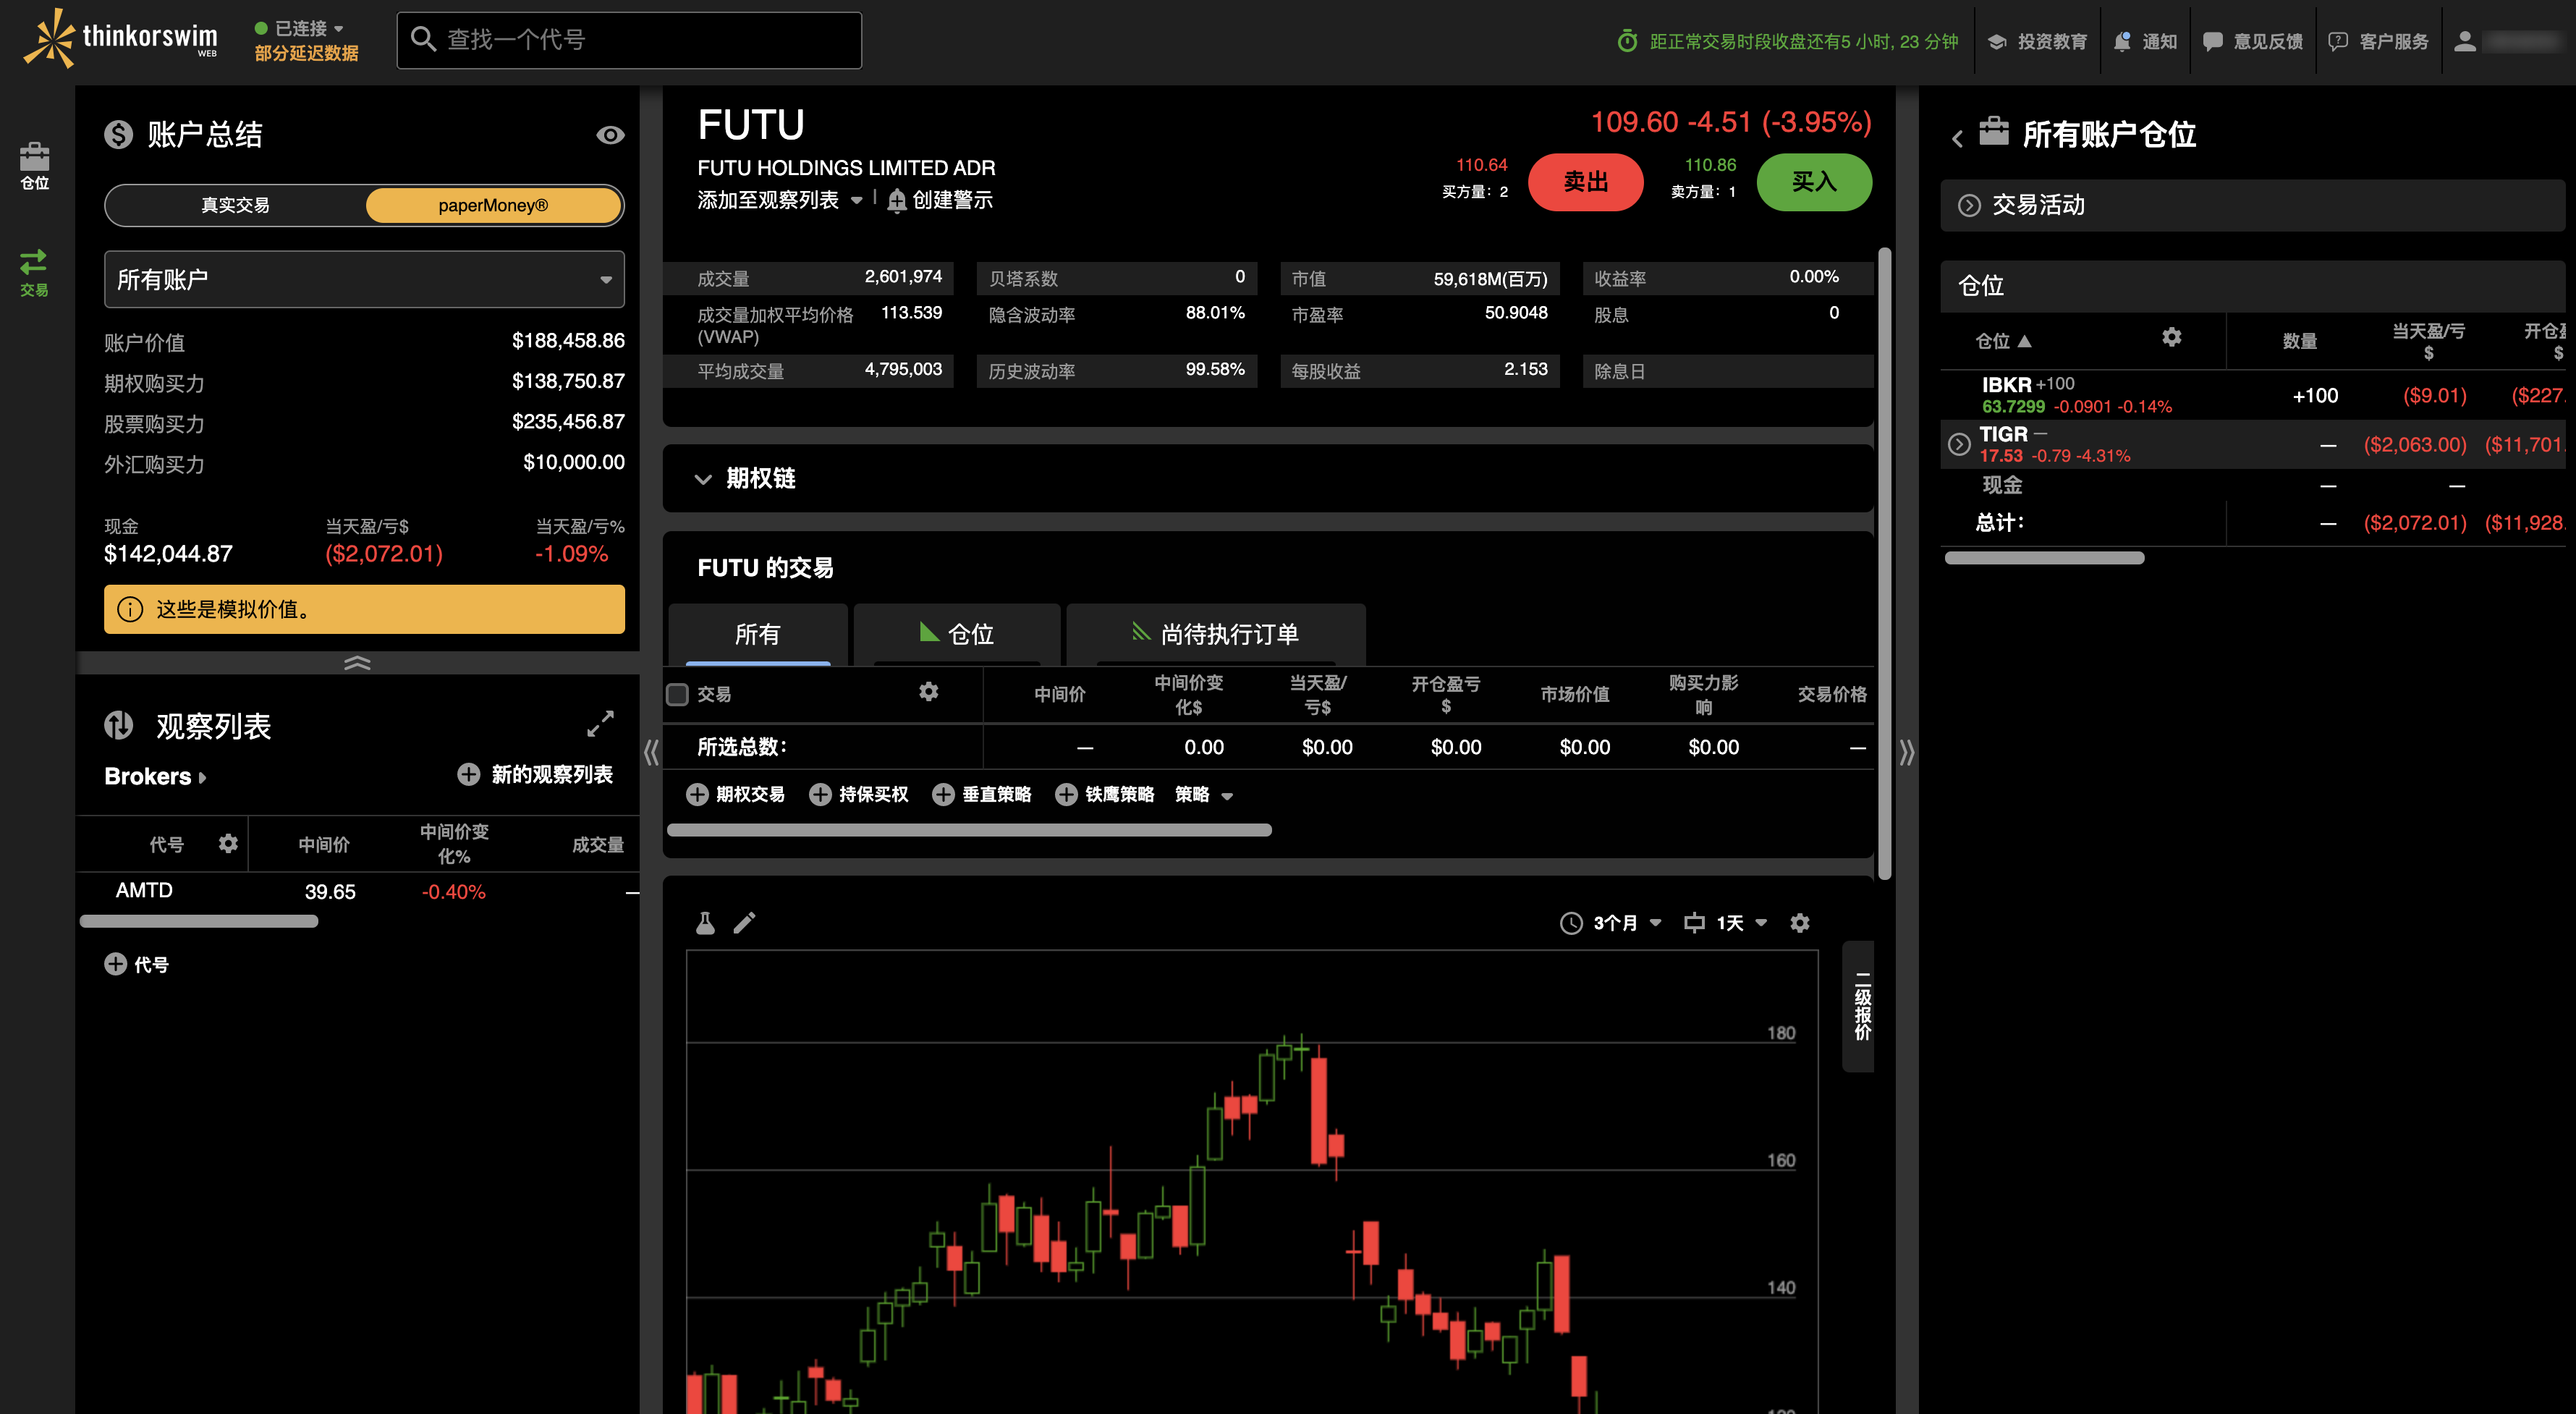 thinkorswim
WEB
已连接
部分延迟数据
查找一个代号
距正常交易时段收盘还有5 小时, 23 分钟
投资教育
通知
意见反馈
客户服务
仓位
交易
账户总结
真实交易
paperMoney®
所有账户
账户价值 $188,458.86
期权购买力 $138,750.87
股票购买力 $235,456.87
外汇购买力 $10,000.00
现金 当天盈/亏$ 当天盈/亏%
$142,044.87 ($2,072.01) -1.09%
这些是模拟价值。
观察列表
Brokers
新的观察列表
代号 中间价 中间价变化% 成交量
AMTD 39.65 -0.40% —
代号
FUTU
109.60 -4.51 (-3.95%)
FUTU HOLDINGS LIMITED ADR
添加至观察列表
创建警示
110.64
买方量: 2
卖出
110.86
卖方量: 1
买入
成交量 2,601,974 贝塔系数 0 市值 59,618M(百万) 收益率 0.00%
成交量加权平均价格 (VWAP) 113.539 隐含波动率 88.01% 市盈率 50.9048 股息 0
平均成交量 4,795,003 历史波动率 99.58% 每股收益 2.153 除息日
期权链
FUTU 的交易
所有 仓位 尚待执行订单
交易 中间价 中间价变化$ 当天盈/亏$ 开仓盈亏$ 市场价值 购买力影响 交易价格
所选总数: — 0.00 $0.00 $0.00 $0.00 $0.00 —
期权交易 持保买权 垂直策略 铁鹰策略 策略
3个月 1天
二级报价
180
160
140
所有账户仓位
交易活动
仓位
仓位 ▲ 数量 当天盈/亏 $
IBKR +100
63.7299 -0.0901 -0.14%
+100 ($9.01) ($227.
TIGR —
17.53 -0.79 -4.31%
— ($2,063.00) ($11,701.
现金 — —
总计: — ($2,072.01) ($11,928.